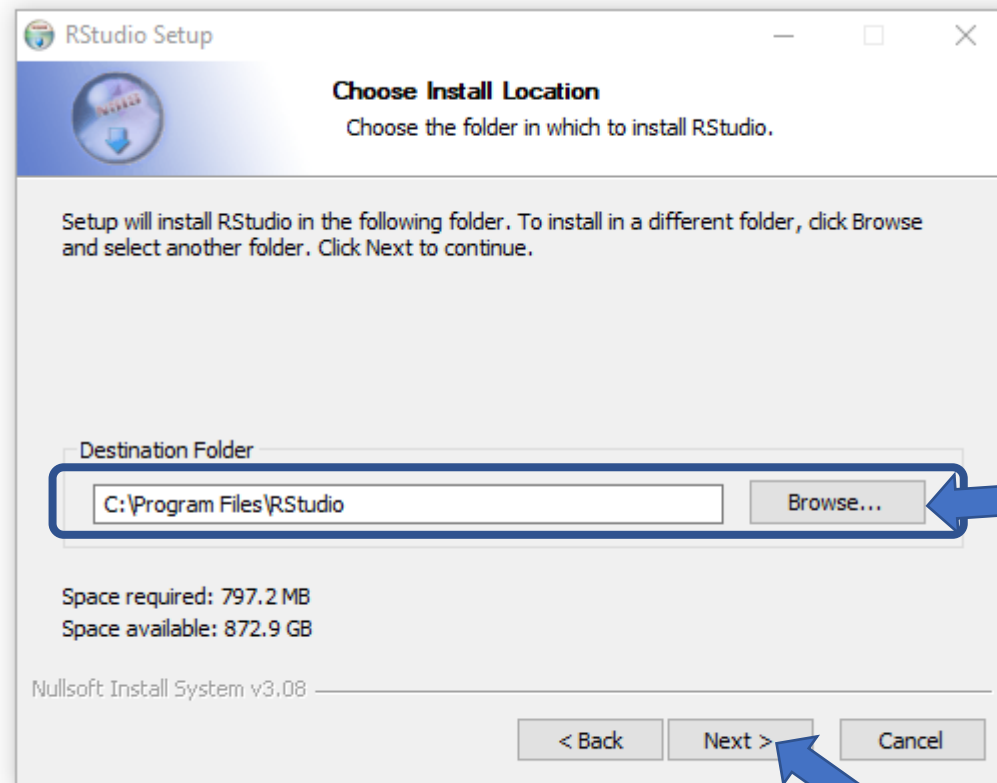 RStudio Setup
Choose Install Location
Choose the folder in which to install RStudio.
Setup will install RStudio in the following folder. To install in a different folder, click Browse
and select another folder. Click Next to continue.
Destination Folder
C:\Program Files\RStudio
Browse...
Space required: 797.2 MB
Space available: 872.9 GB
Nullsoft Install System v3.08
< Back
Next >
Cancel